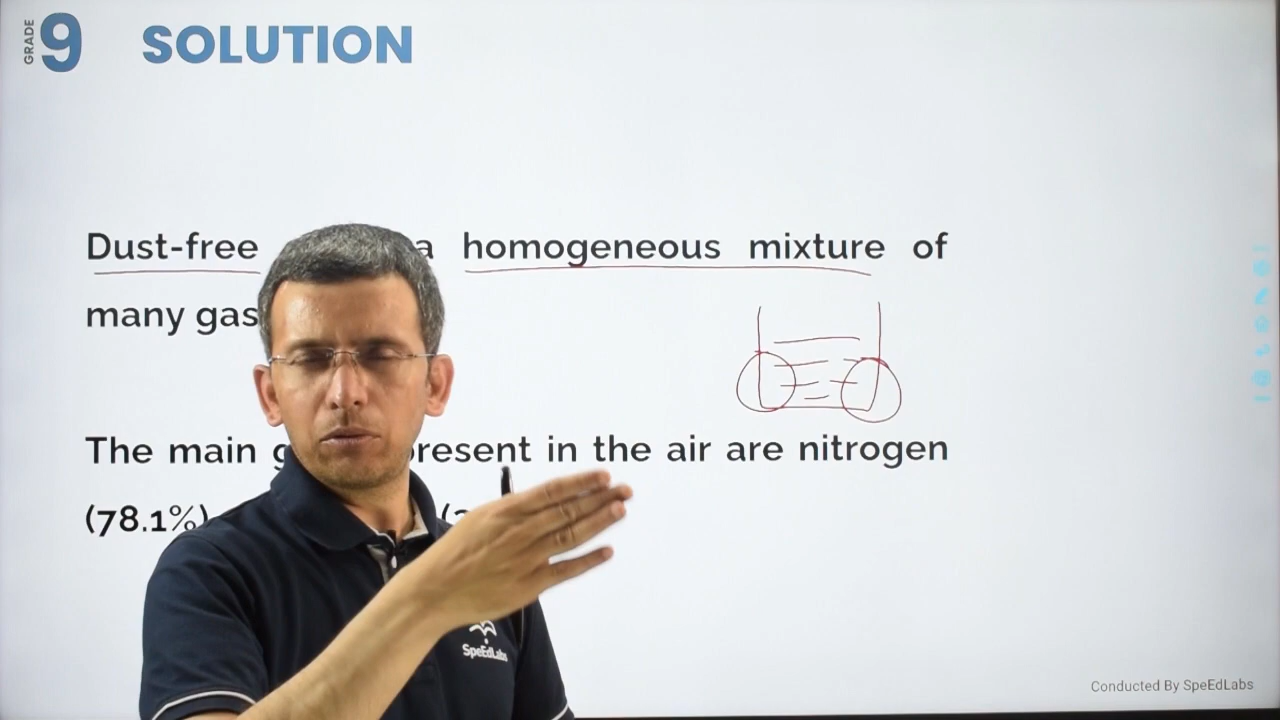 GRADE 9 SOLUTION
Dust-free a homogeneous mixture of
many gas
The main present in the air are nitrogen
(78.1%)
SpeEdLabs
Conducted By SpeEdLabs